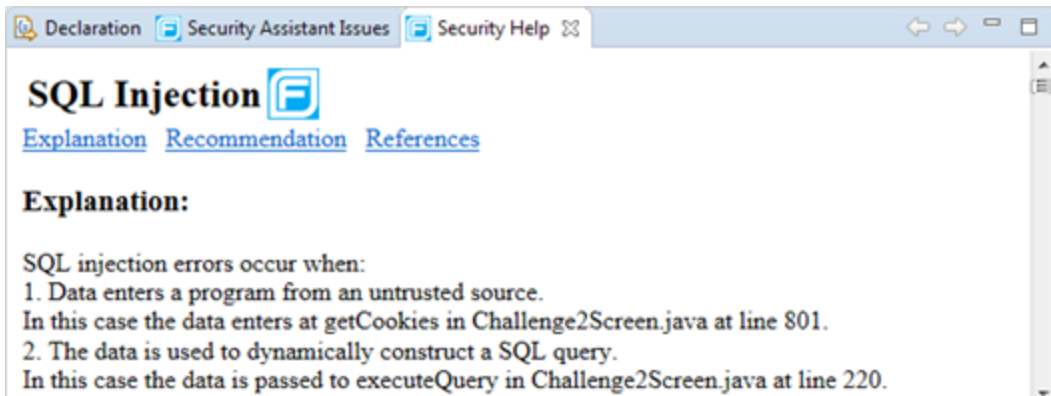 Declaration Security Assistant Issues Security Help
SQL Injection
Explanation Recommendation References
Explanation:
SQL injection errors occur when:
1. Data enters a program from an untrusted source.
In this case the data enters at getCookies in Challenge2Screen.java at line 801.
2. The data is used to dynamically construct a SQL query.
In this case the data is passed to executeQuery in Challenge2Screen.java at line 220.